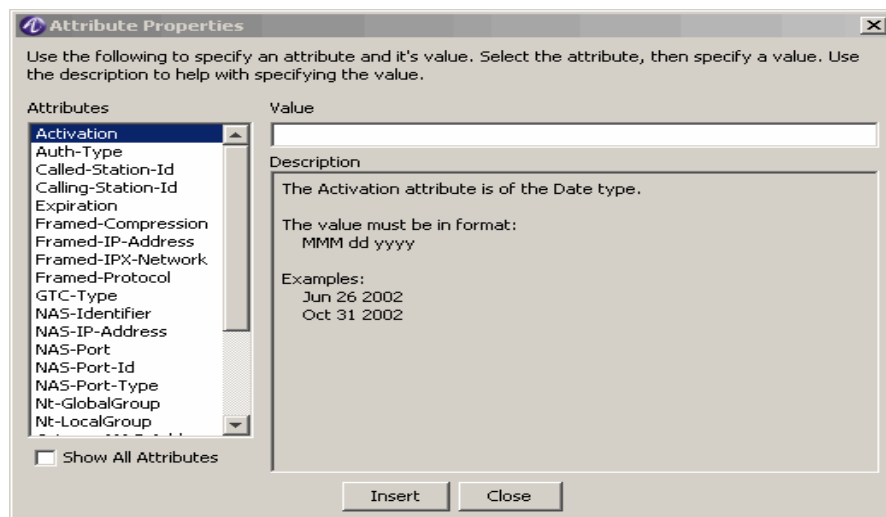 Attribute Properties
Use the following to specify an attribute and it's value. Select the attribute, then specify a value. Use
the description to help with specifying the value.
Attributes
Activation
Auth-Type
Called-Station-Id
Calling-Station-Id
Expiration
Framed-Compression
Framed-IP-Address
Framed-IPX-Network
Framed-Protocol
GTC-Type
NAS-Identifier
NAS-IP-Address
NAS-Port
NAS-Port-Id
NAS-Port-Type
Nt-GlobalGroup
Nt-LocalGroup
Show All Attributes
Value
Description
The Activation attribute is of the Date type.
The value must be in format:
MMM dd yyyy
Examples:
Jun 26 2002
Oct 31 2002
Insert
Close